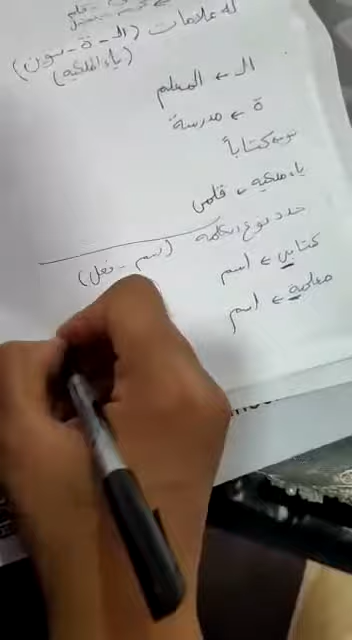 له علامات (الـ - ة - تنوين)
(ياء الملكية)
الـ ← المعلم
ة ← مدرسة
تنوين كتاباً
ياء ملكية ← قلمي
حدد نوع الكلمة (اسم - فعل)
كتابي ← اسم
معلمة ← اسم